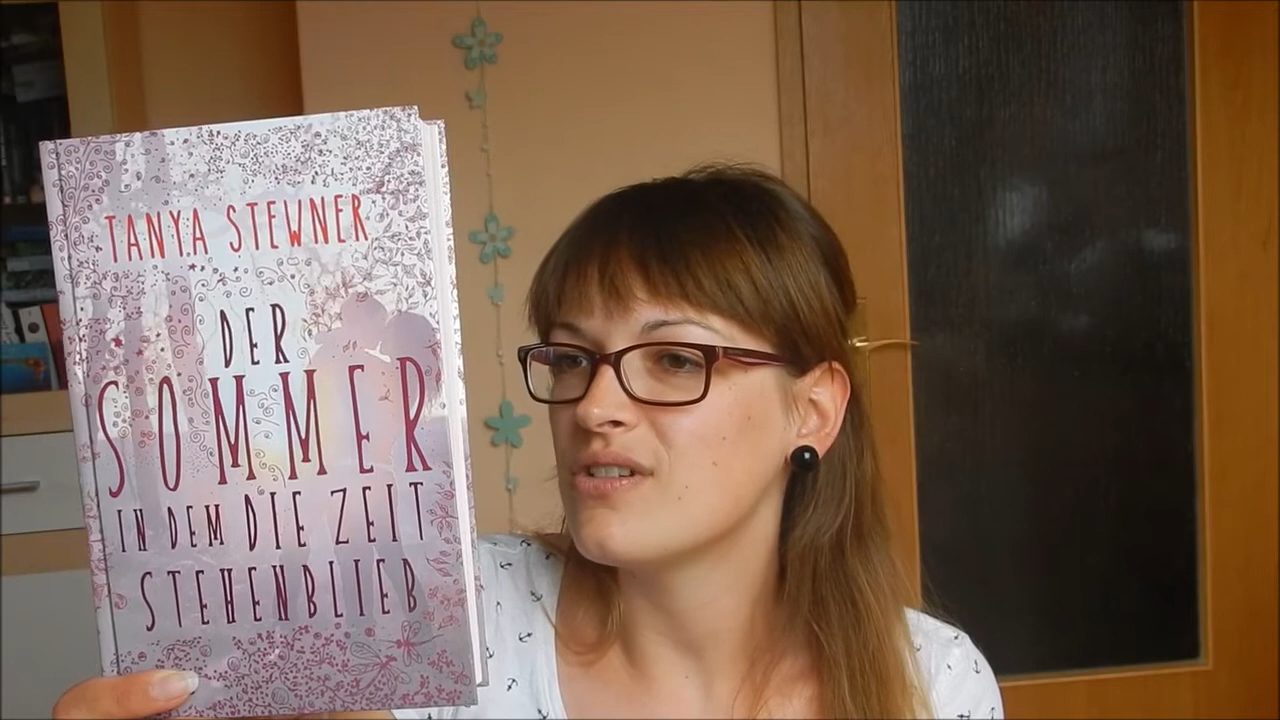 TANYA STEWNER
DER
SOMMER
IN DEM DIE ZEIT
STEHENBLIEB